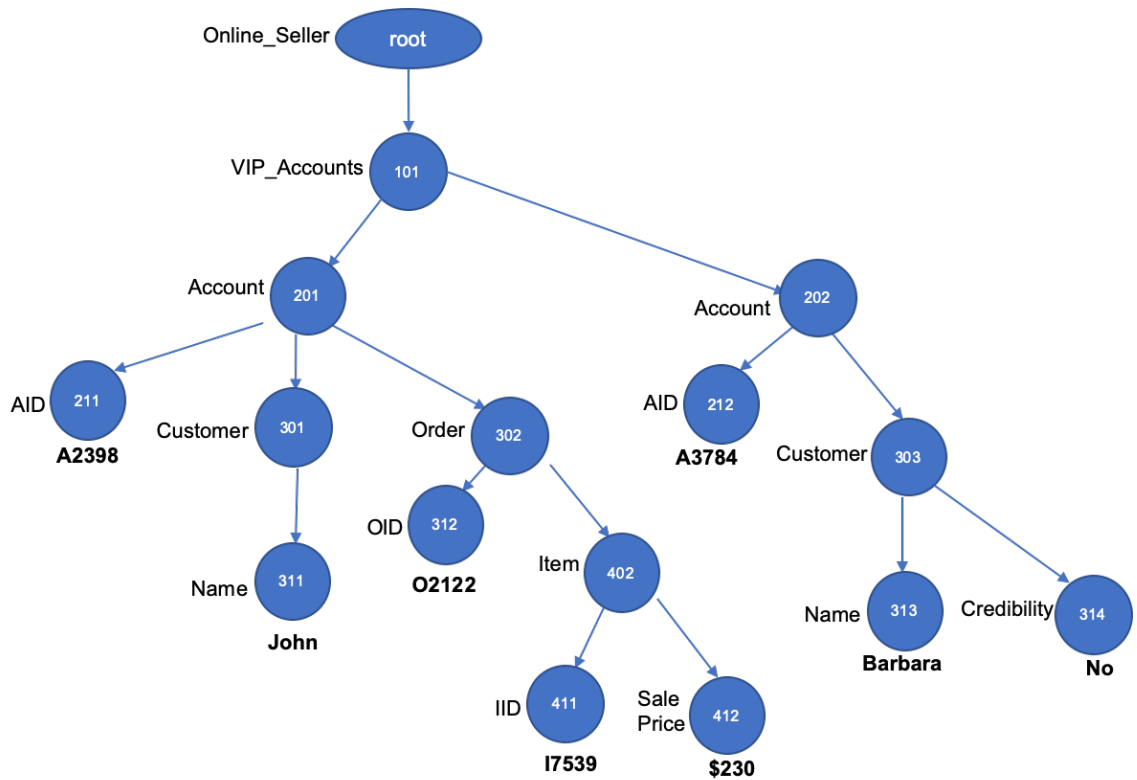 Online_Seller
root
VIP_Accounts
101
Account
201
Account
202
AID
211
A2398
Customer
301
Order
302
AID
212
A3784
Customer
303
OID
312
O2122
Item
402
Name
311
John
Name
313
Barbara
Credibility
314
No
IID
411
I7539
Sale
Price
412
$230